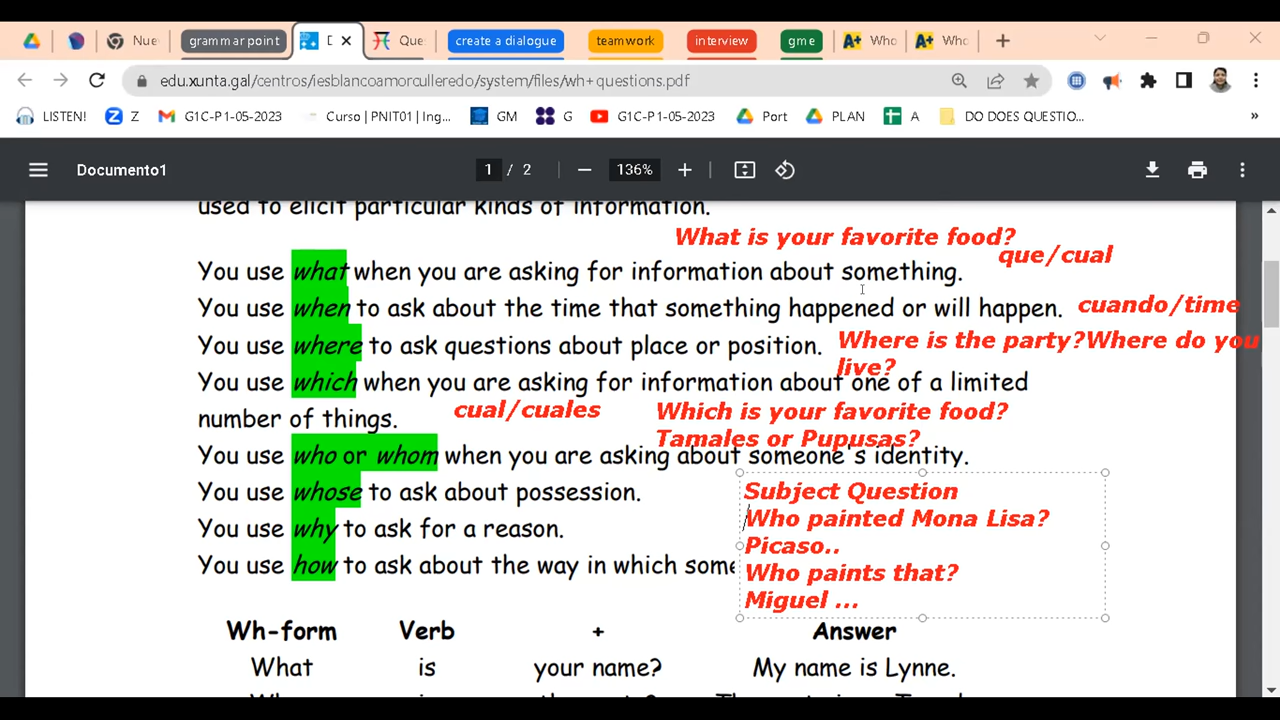 grammar point
D
Nue
Que
create a dialogue
teamwork
interview
gme
Who
Who
edu.xunta.gal/centros/iesblancoamorculleredo/system/files/wh+questions.pdf
LISTEN!
Z
G1C-P1-05-2023
Curso | PNIT01 | Ing...
GM
G
G1C-P1-05-2023
Port
PLAN
A
DO DOES QUESTIO...
»
Documento1
1 / 2
136%
used to elicit particular kinds of information.
What is your favorite food?
que/cual
You use what when you are asking for information about something.
You use when to ask about the time that something happened or will happen.
cuando/time
You use where to ask questions about place or position.
Where is the party?Where do you
live?
You use which when you are asking for information about one of a limited
number of things.
cual/cuales
Which is your favorite food?
Tamales or Pupusas?
You use who or whom when you are asking about someone's identity.
You use whose to ask about possession.
You use why to ask for a reason.
You use how to ask about the way in which some
Subject Question
Who painted Mona Lisa?
Picaso..
Who paints that?
Miguel ...
Wh-form Verb + Answer
What is your name? My name is Lynne.